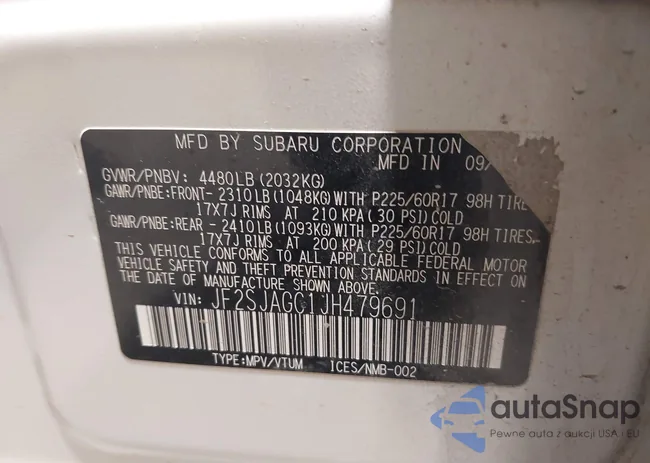 MFD BY SUBARU CORPORATION
MFD IN 09/
GVWR/PNBV: 4480LB(2032KG)
GAWR/PNBE:FRONT-2310LB(1048KG)WITH P225/60R17 98H TIRE
17X7J RIMS AT 210 KPA(30 PSI)COLD
GAWR/PNBE:REAR -2410LB(1093KG)WITH P225/60R17 98H TIRES,
17X7J RIMS AT 200 KPA(29 PSI)COLD
THIS VEHICLE CONFORMS TO ALL APPLICABLE FEDERAL MOTOR
VEHICLE SAFETY AND THEFT PREVENTION STANDARDS IN EFFECT ON
THE DATE OF MANUFACTURE SHOWN ABOVE.
VIN: JF2SJAGC1JH479691
TYPE:MPV/VTUM ICES/NMB-002
autaSnap
Pewne auta z aukcji USA i EU